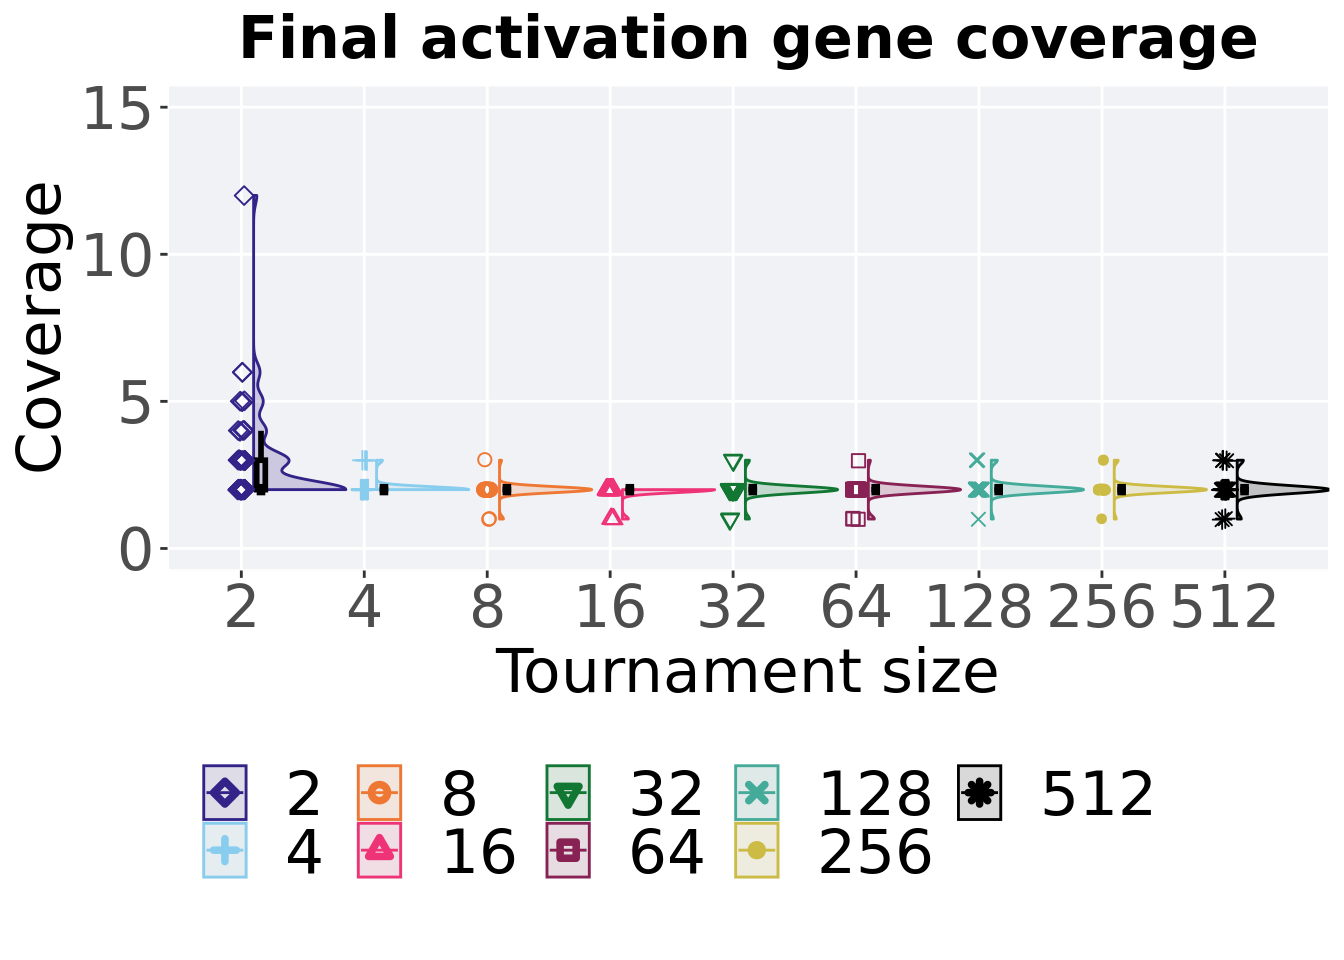 Final activation gene coverage
15
10
5
0
Coverage
2 4 8 16 32 64 128 256 512
Tournament size
2 8 32 128 512
4 16 64 256